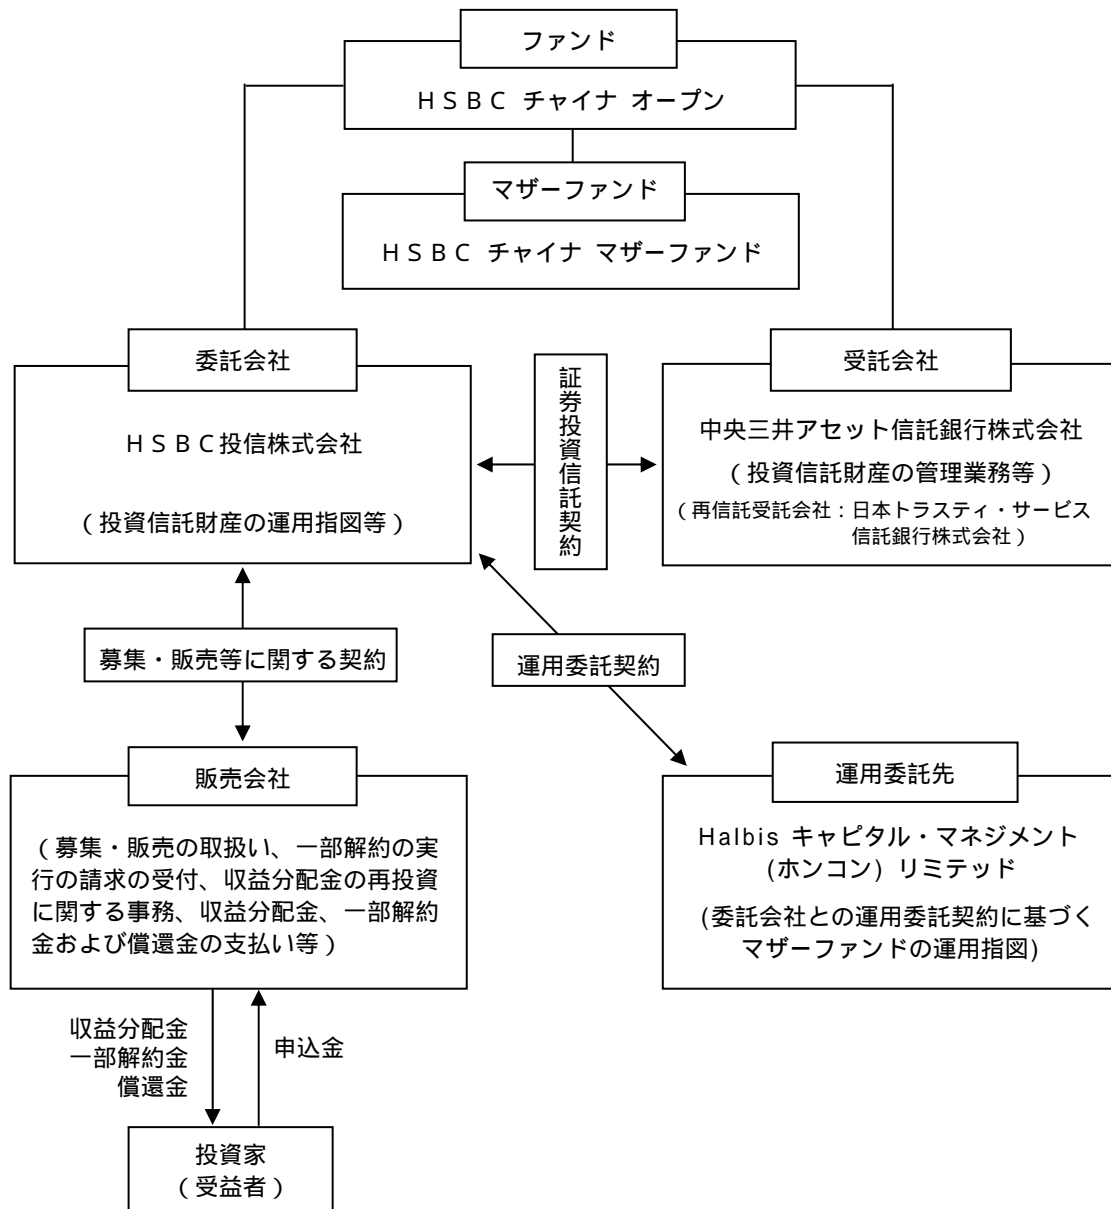 ファンド
HSBC チャイナ オープン
マザーファンド
HSBC チャイナ マザーファンド
委託会社
HSBC投信株式会社
（投資信託財産の運用指図等）
証券投資信託契約
受託会社
中央三井アセット信託銀行株式会社
（投資信託財産の管理業務等）
（再信託受託会社：日本トラスティ・サービス
信託銀行株式会社）
募集・販売等に関する契約
運用委託契約
販売会社
（募集・販売の取扱い、一部解約の実
行の請求の受付、収益分配金の再投資
に関する事務、収益分配金、一部解約
金および償還金の支払い等）
運用委託先
Halbis キャピタル・マネジメント
(ホンコン) リミテッド
(委託会社との運用委託契約に基づく
マザーファンドの運用指図)
収益分配金
一部解約金
償還金
申込金
投資家
（受益者）